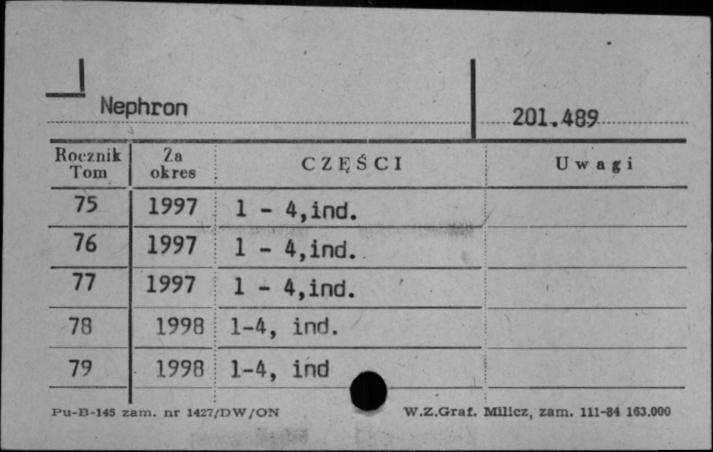 Nephron
201.489
Rocznik Tom Za okres CZĘŚCI Uwagi
75 1997 1 - 4,ind.
76 1997 1 - 4,ind.
77 1997 1 - 4,ind.
78 1998 1-4, ind.
79 1998 1-4, ind
Pu-B-145 zam. nr 1427/DW/ON W.Z.Graf. Milicz, zam. 111-84 163.000